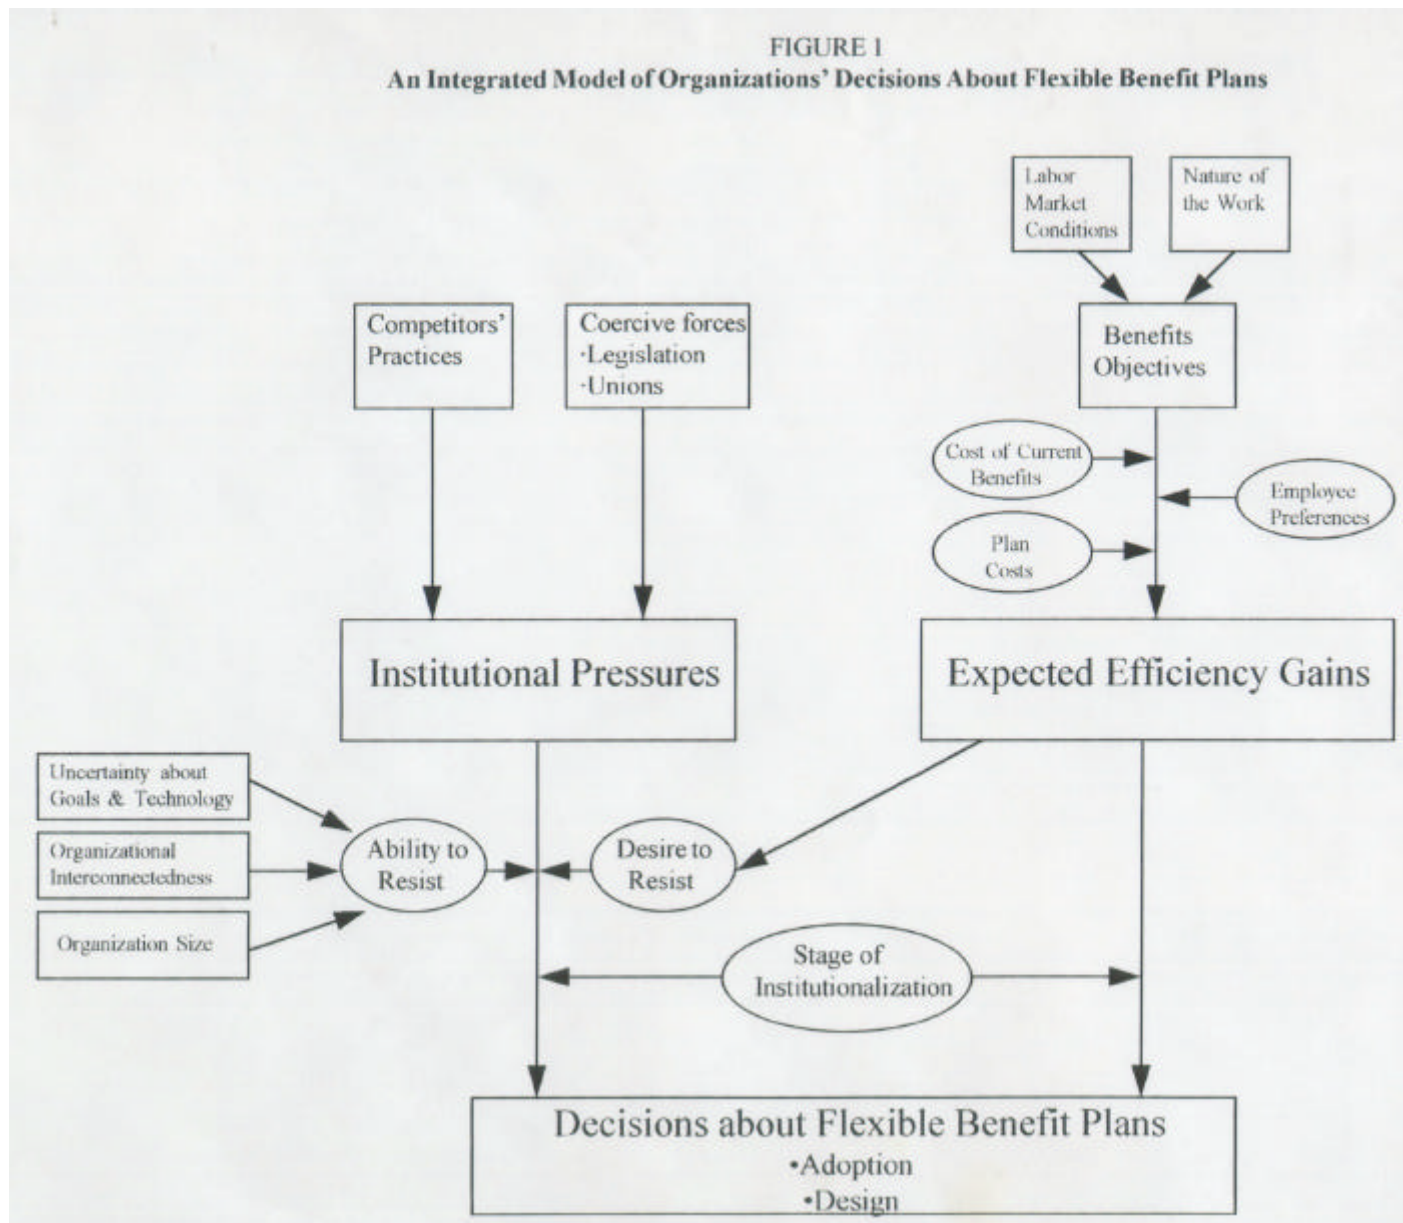 FIGURE 1
An Integrated Model of Organizations' Decisions About Flexible Benefit Plans
Labor
Market
Conditions
Nature of
the Work
Competitors'
Practices
Coercive forces
·Legislation
·Unions
Benefits
Objectives
Cost of Current
Benefits
Employee
Preferences
Plan
Costs
Institutional Pressures
Expected Efficiency Gains
Uncertainty about
Goals & Technology
Organizational
Interconnectedness
Organization Size
Ability to
Resist
Desire to
Resist
Stage of
Institutionalization
Decisions about Flexible Benefit Plans
•Adoption
•Design